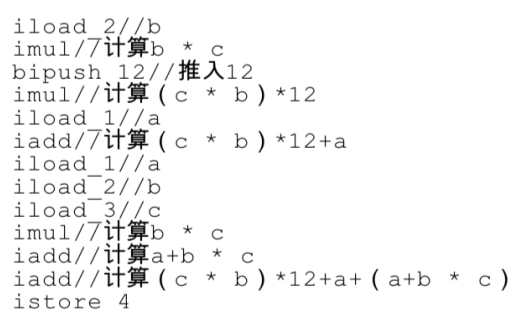 iload_2//b
imul//计算b * c
bipush 12//推入12
imul//计算(c * b)*12
iload_1//a
iadd//计算(c * b)*12+a
iload_1//a
iload_2//b
iload_3//c
imul//计算b * c
iadd//计算a+b * c
iadd//计算(c * b)*12+a+(a+b * c)
istore 4